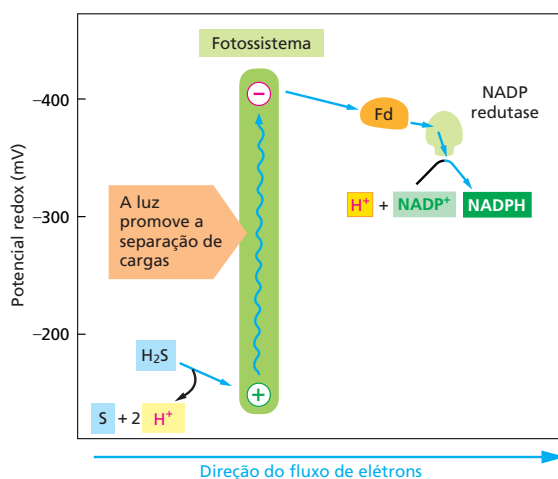 Fotossistema
Potencial redox (mV)
–400
–300
–200
−
Fd
NADP
redutase
H⁺ + NADP⁺ NADPH
A luz
promove a
separação de
cargas
H₂S
S + 2 H⁺
+
Direção do fluxo de elétrons